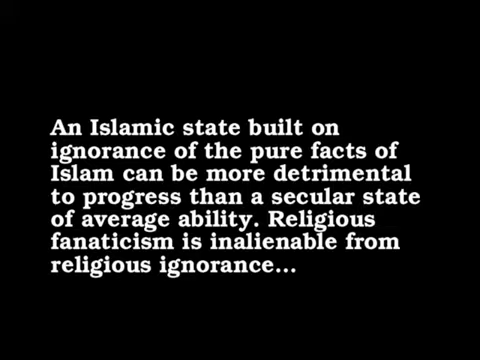 An Islamic state built on
ignorance of the pure facts of
Islam can be more detrimental
to progress than a secular state
of average ability. Religious
fanaticism is inalienable from
religious ignorance...